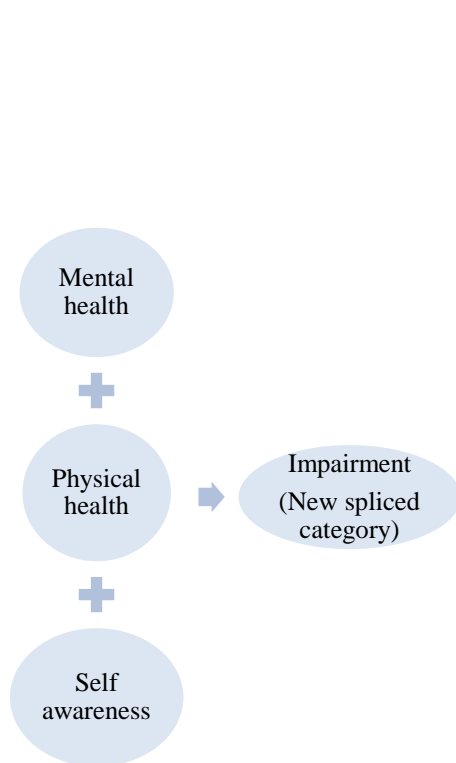 Mental
health
Physical
health
Impairment
(New spliced
category)
Self
awareness